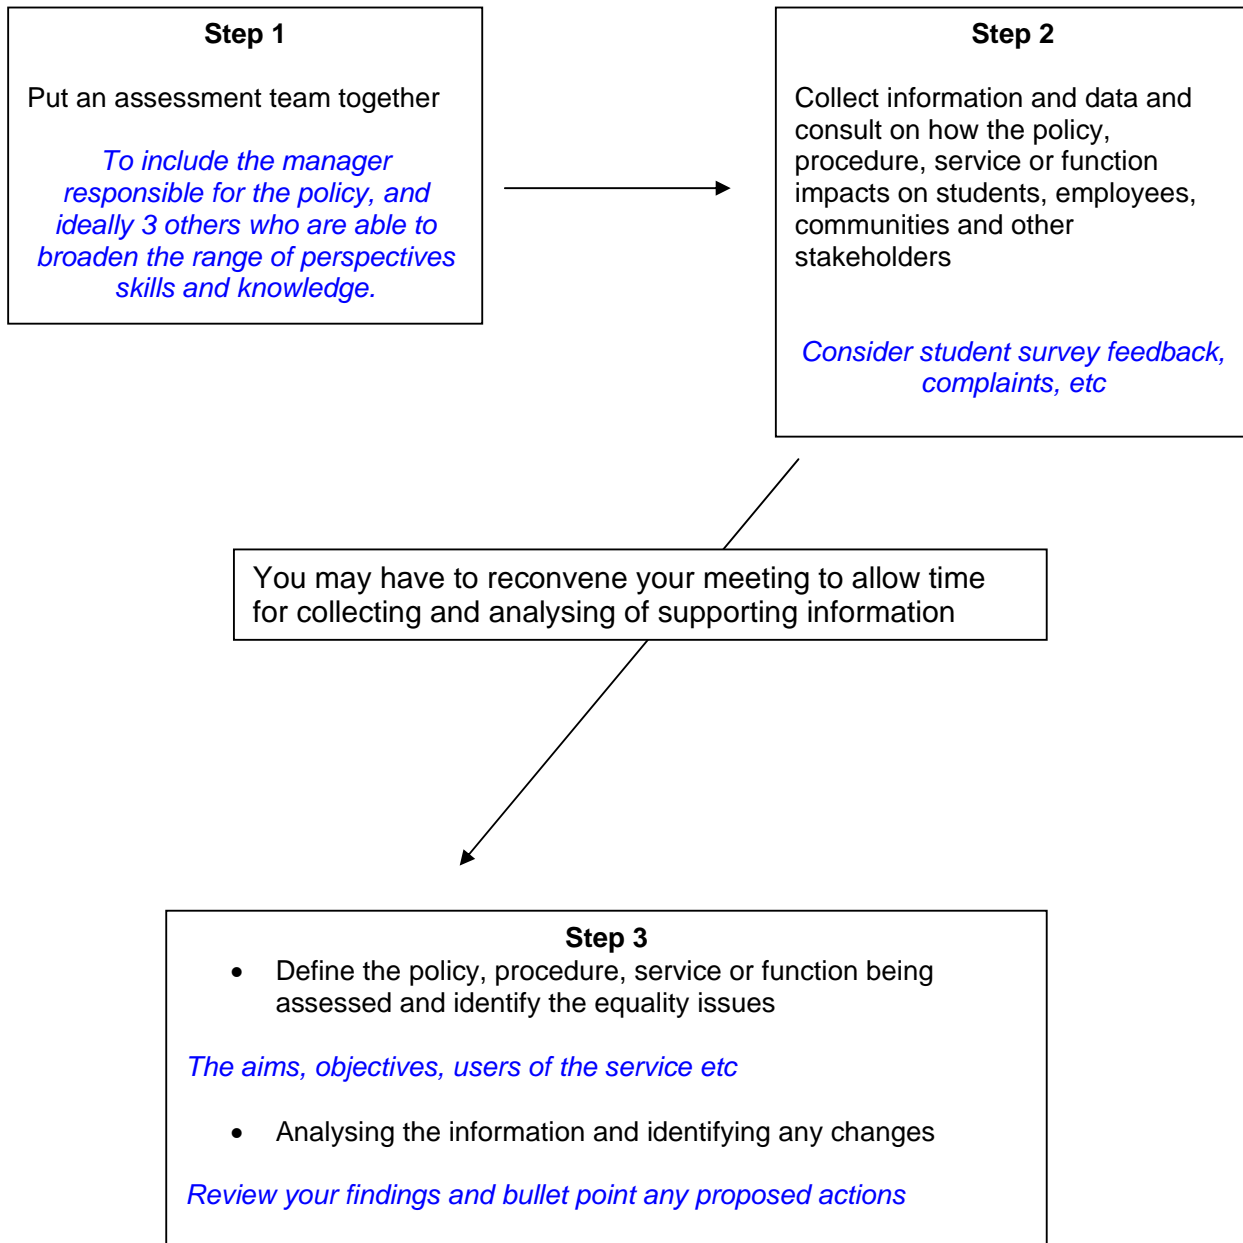 Step 1
Put an assessment team together
To include the manager
responsible for the policy, and
ideally 3 others who are able to
broaden the range of perspectives
skills and knowledge.
Step 2
Collect information and data and
consult on how the policy,
procedure, service or function
impacts on students, employees,
communities and other
stakeholders
Consider student survey feedback,
complaints, etc
You may have to reconvene your meeting to allow time
for collecting and analysing of supporting information
Step 3
• Define the policy, procedure, service or function being
assessed and identify the equality issues
The aims, objectives, users of the service etc
• Analysing the information and identifying any changes
Review your findings and bullet point any proposed actions